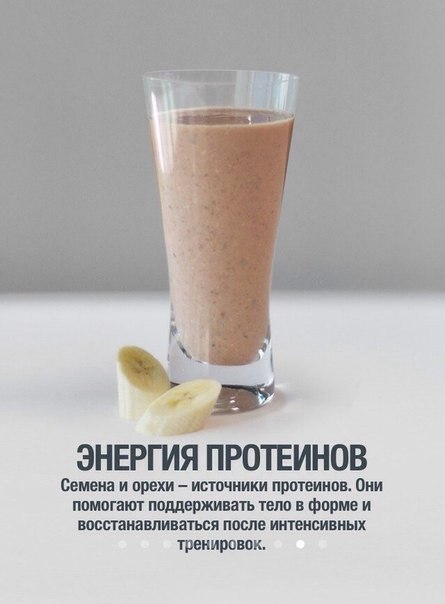 ЭНЕРГИЯ ПРОТЕИНОВ
Семена и орехи – источники протеинов. Они
помогают поддерживать тело в форме и
восстанавливаться после интенсивных
тренировок.